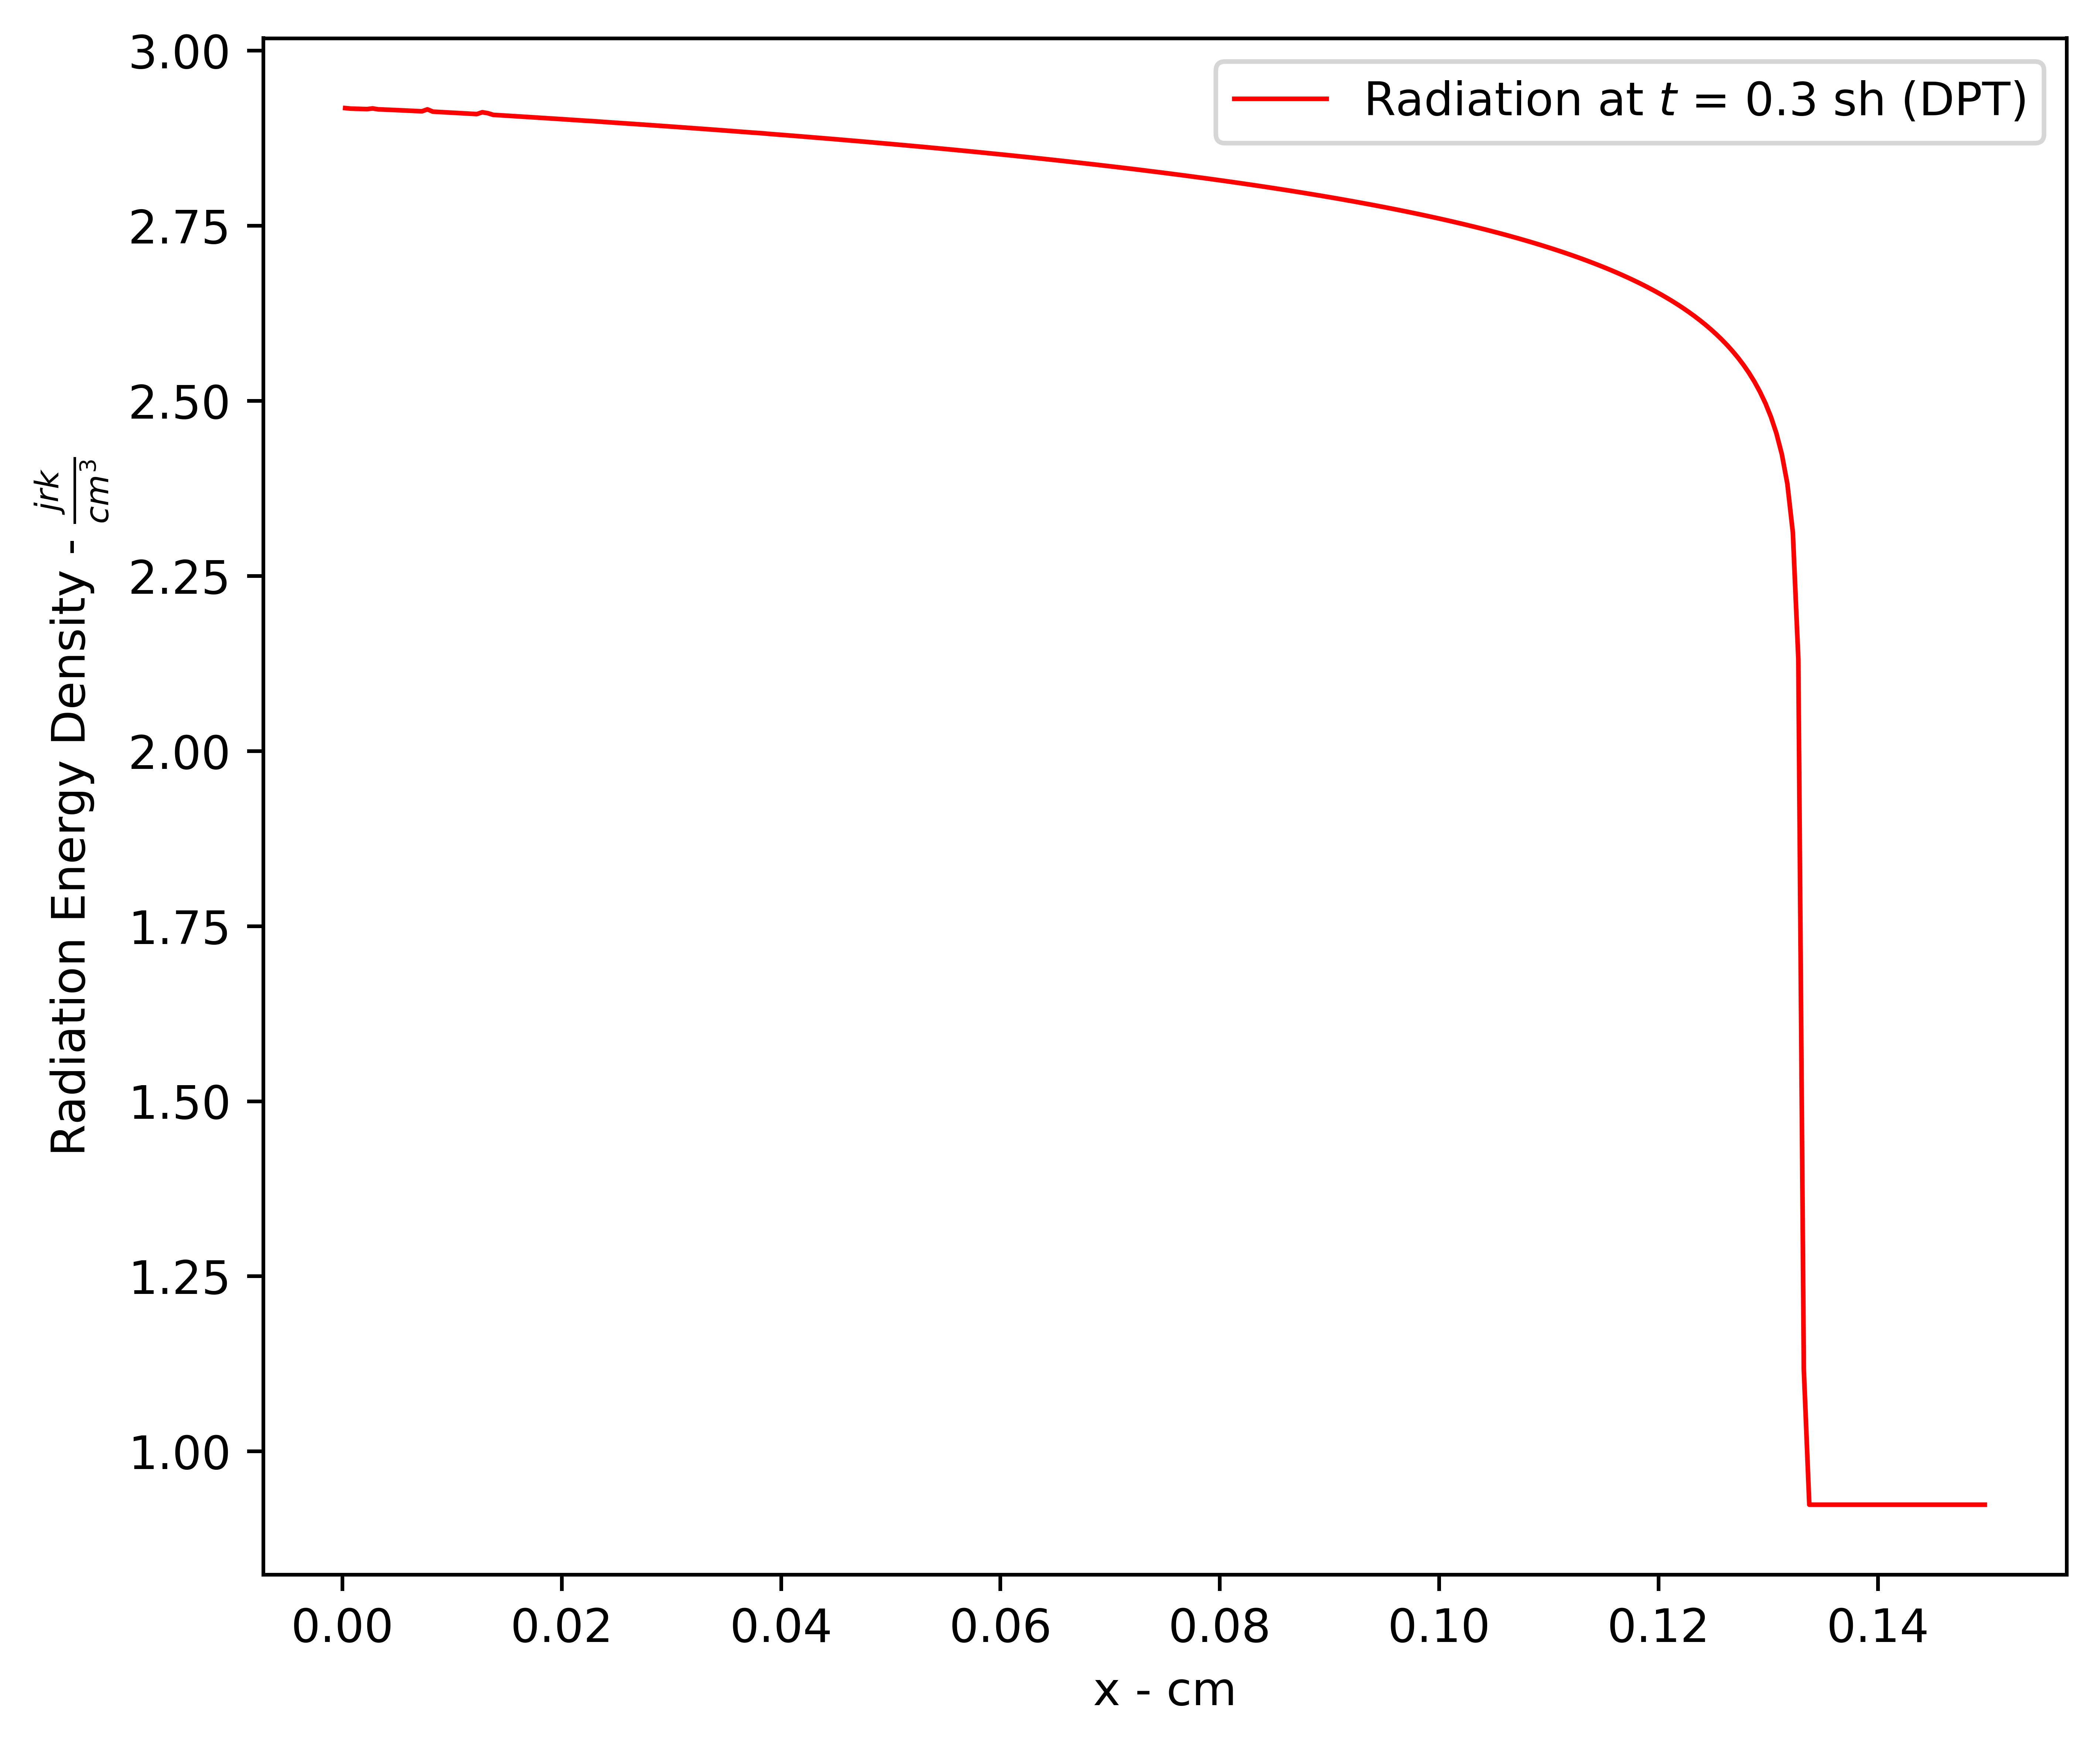 3.00
2.75
2.50
2.25
2.00
1.75
1.50
1.25
1.00
Radiation Energy Density - jrk/cm³
Radiation at t = 0.3 sh (DPT)
0.00 0.02 0.04 0.06 0.08 0.10 0.12 0.14
x - cm